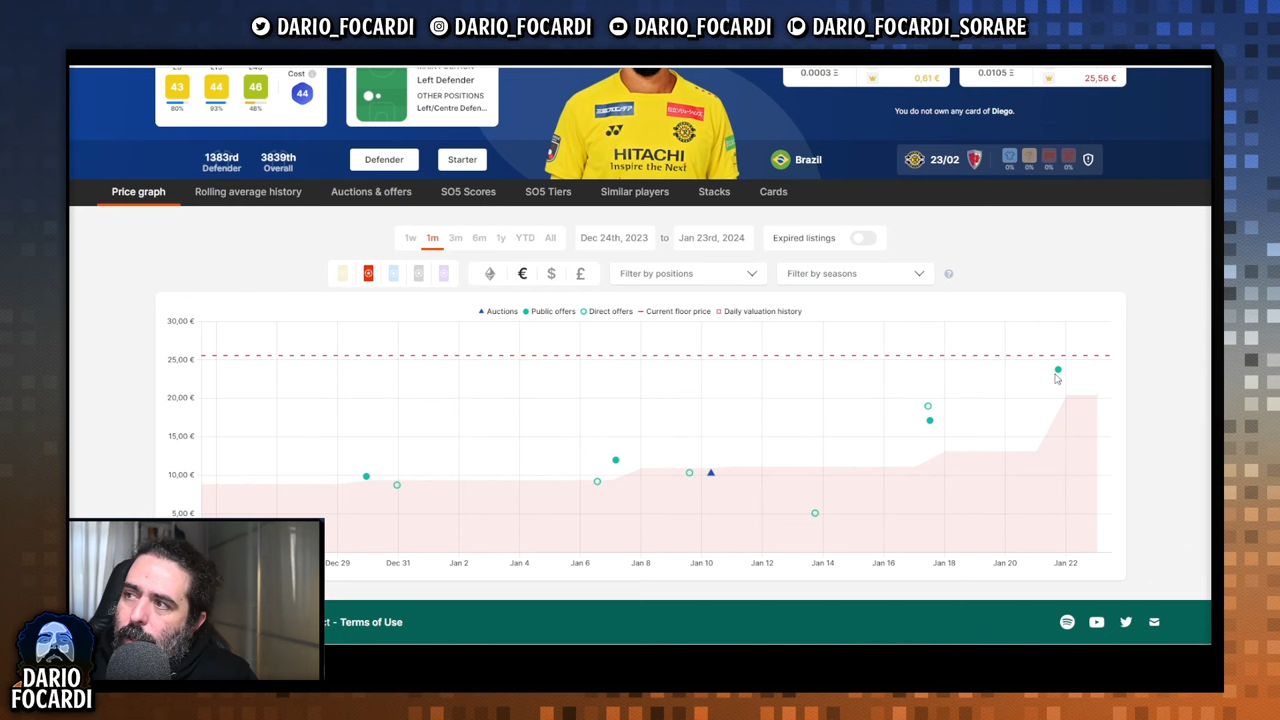 DARIO_FOCARDI DARIO_FOCARDI DARIO_FOCARDI DARIO_FOCARDI_SORARE
43 44 46
80% 93% 48%
Cost
44
Left Defender
OTHER POSITIONS
Left/Centre Defen...
HITACHI
Inspire the Next
0.0003 Ξ 0,61 €
0.0105 Ξ 25,56 €
You do not own any card of Diego.
1383rd
Defender
3839th
Overall
Defender
Starter
Brazil
23/02
0% 0% 0% 0%
Price graph Rolling average history Auctions & offers SO5 Scores SO5 Tiers Similar players Stacks Cards
1w 1m 3m 6m 1y YTD All Dec 24th, 2023 to Jan 23rd, 2024 Expired listings
€ $ £ Filter by positions Filter by seasons ?
Auctions Public offers Direct offers Current floor price Daily valuation history
30,00 €
25,00 €
20,00 €
15,00 €
10,00 €
5,00 €
Dec 29 Dec 31 Jan 2 Jan 4 Jan 6 Jan 8 Jan 10 Jan 12 Jan 14 Jan 16 Jan 18 Jan 20 Jan 22
ct - Terms of Use
DARIO
FOCARDI